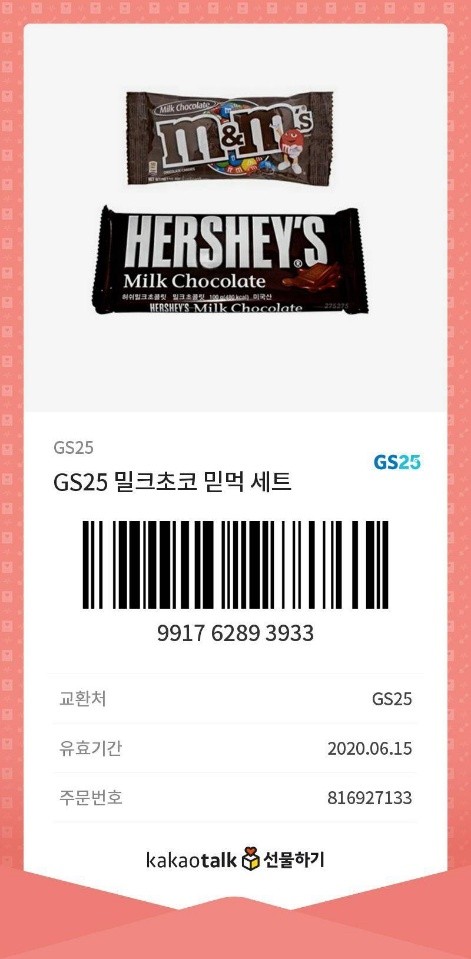 Milk Chocolate
m&m's
HERSHEY'S
Milk Chocolate
허쉬밀크초콜릿 밀크초콜릿 100 g(480 kcal) 미국산
HERSHEY'S Milk Chocolate
GS25
GS25
GS25 밀크초코 믿먹 세트
9917 6289 3933
교환처 GS25
유효기간 2020.06.15
주문번호 816927133
kakaotalk 선물하기